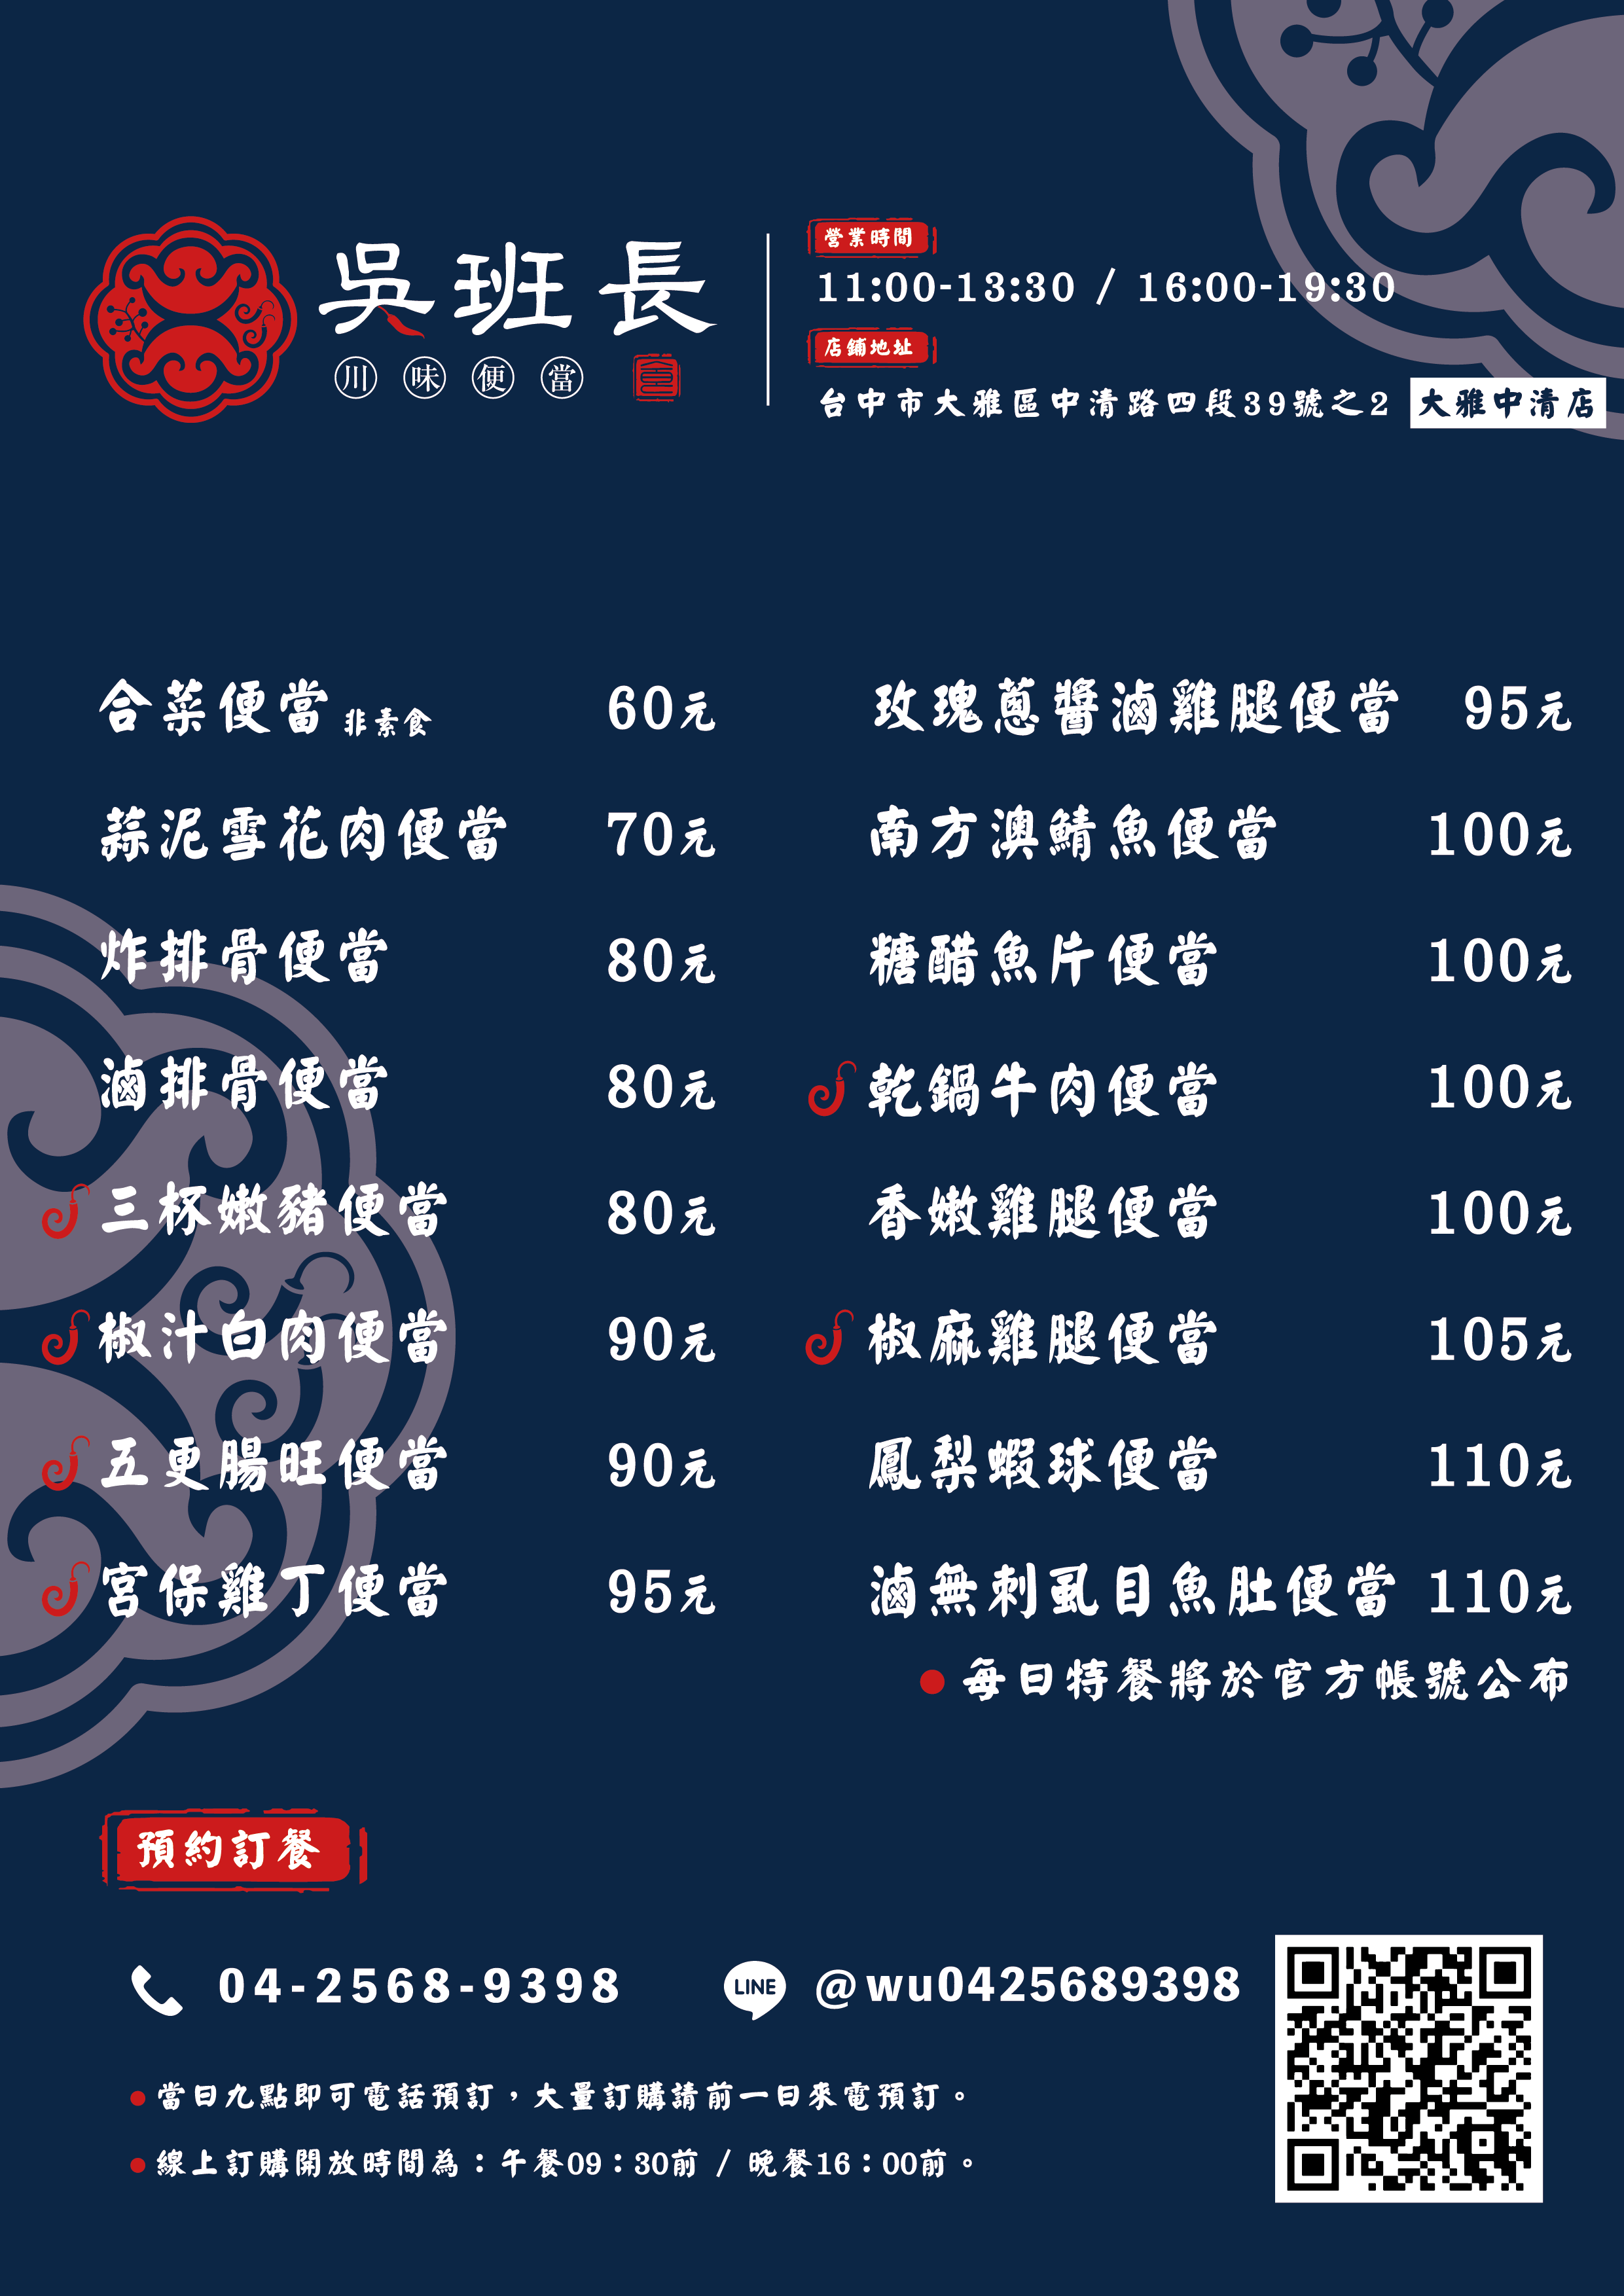 吳班長
川味便當
營業時間
11:00-13:30 / 16:00-19:30
店鋪地址
台中市大雅區中清路四段39號之2 大雅中清店
合菜便當 非素食 60元
蒜泥雪花肉便當 70元
炸排骨便當 80元
滷排骨便當 80元
三杯嫩豬便當 80元
椒汁白肉便當 90元
五更腸旺便當 90元
宮保雞丁便當 95元
玫瑰蔥醬滷雞腿便當 95元
南方澳鯖魚便當 100元
糖醋魚片便當 100元
乾鍋牛肉便當 100元
香嫩雞腿便當 100元
椒麻雞腿便當 105元
鳳梨蝦球便當 110元
滷無刺虱目魚肚便當 110元
每日特餐將於官方帳號公布
預約訂餐
04-2568-9398
LINE @wu0425689398
當日九點即可電話預訂，大量訂購請前一日來電預訂。
線上訂購開放時間為：午餐09：30前 / 晚餐16：00前。